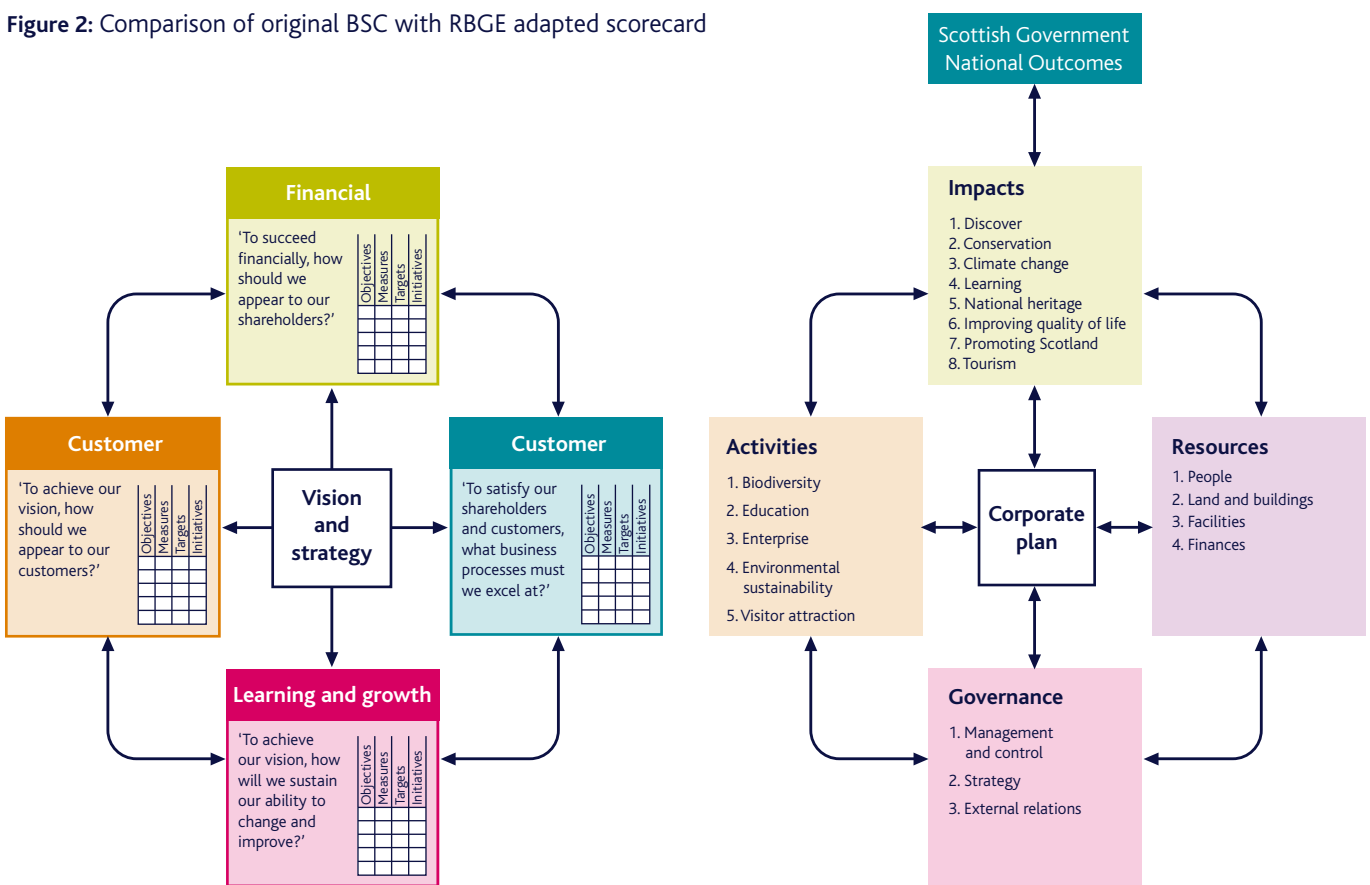 Figure 2: Comparison of original BSC with RBGE adapted scorecard
Financial
'To succeed
financially, how
should we
appear to our
shareholders?'
Objectives
Measures
Targets
Initiatives
Customer
'To achieve our
vision, how
should we
appear to our
customers?'
Objectives
Measures
Targets
Initiatives
Vision
and
strategy
Customer
'To satisfy our
shareholders
and customers,
what business
processes must
we excel at?'
Objectives
Measures
Targets
Initiatives
Learning and growth
'To achieve
our vision, how
will we sustain
our ability to
change and
improve?'
Objectives
Measures
Targets
Initiatives
Scottish Government
National Outcomes
Impacts
1. Discover
2. Conservation
3. Climate change
4. Learning
5. National heritage
6. Improving quality of life
7. Promoting Scotland
8. Tourism
Activities
1. Biodiversity
2. Education
3. Enterprise
4. Environmental
sustainability
5. Visitor attraction
Corporate
plan
Resources
1. People
2. Land and buildings
3. Facilities
4. Finances
Governance
1. Management
and control
2. Strategy
3. External relations